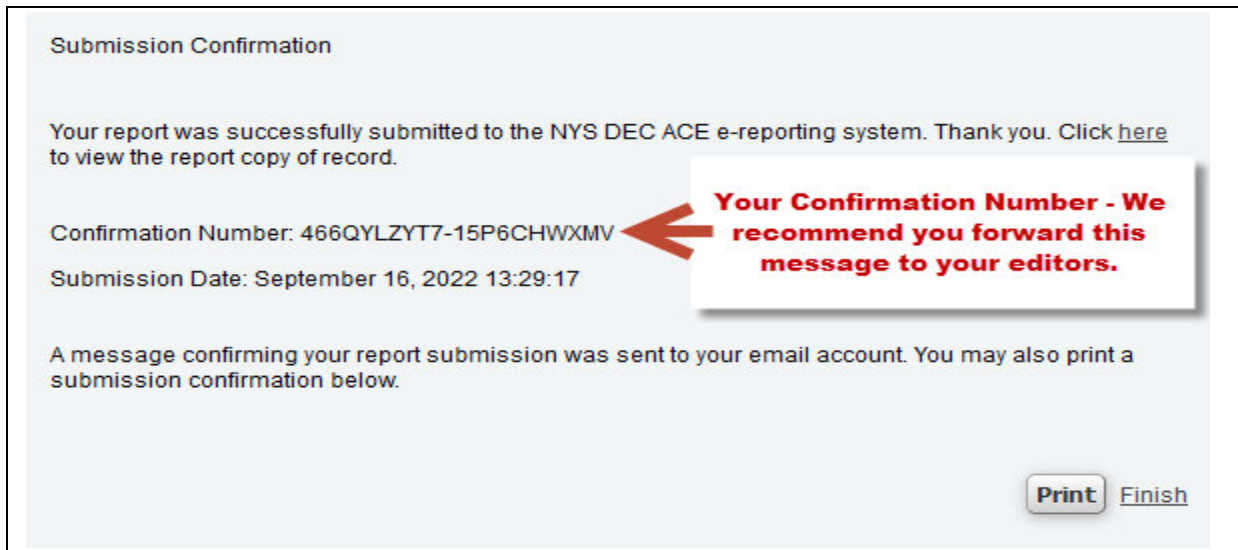 Submission Confirmation
Your report was successfully submitted to the NYS DEC ACE e-reporting system. Thank you. Click here
to view the report copy of record.
Your Confirmation Number - We
recommend you forward this
message to your editors.
Confirmation Number: 466QYLZYT7-15P6CHWXMV
Submission Date: September 16, 2022 13:29:17
A message confirming your report submission was sent to your email account. You may also print a
submission confirmation below.
Print Finish